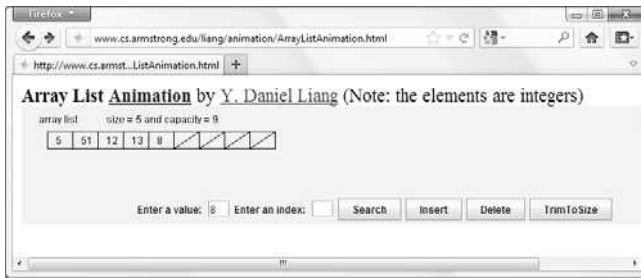 Firefox
www.cs.armstrong.edu/liang/animation/ArrayListAnimation.html
http://www.cs.armst...ListAnimation.html +
Array List Animation by Y. Daniel Liang (Note: the elements are integers)
array list size = 5 and capacity = 9
5 51 12 13 8
Enter a value: 8 Enter an index: Search Insert Delete TrimToSize